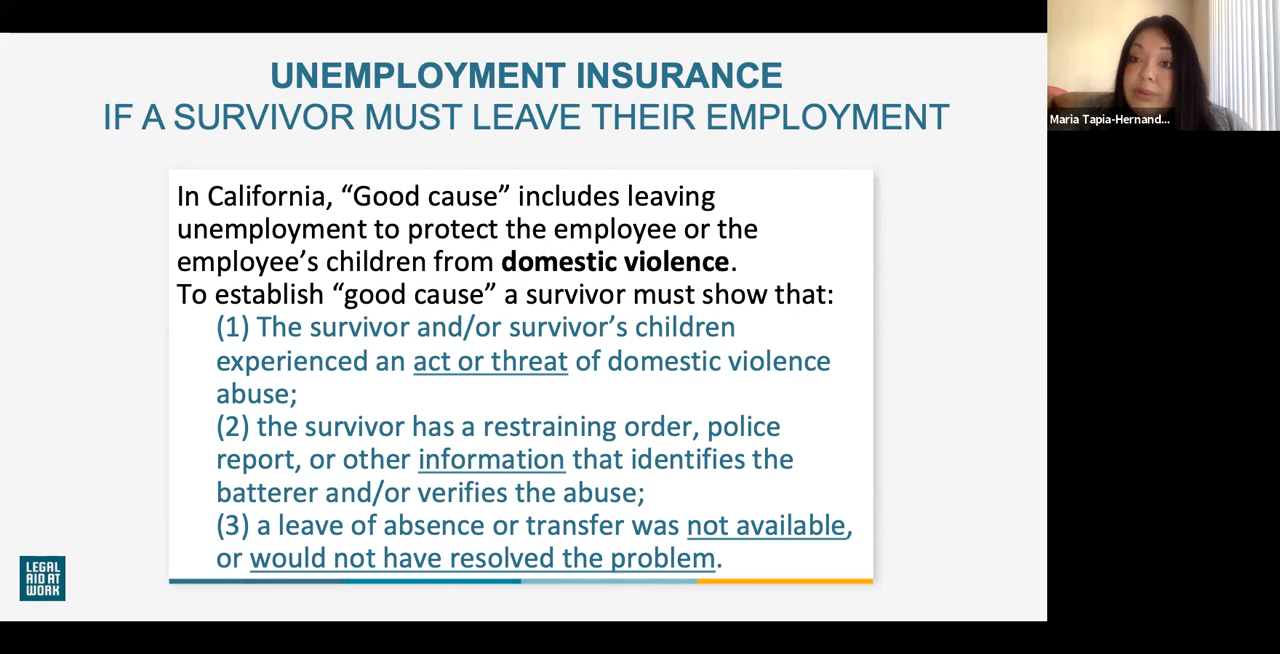 UNEMPLOYMENT INSURANCE
IF A SURVIVOR MUST LEAVE THEIR EMPLOYMENT
In California, “Good cause” includes leaving
unemployment to protect the employee or the
employee’s children from domestic violence.
To establish “good cause” a survivor must show that:
(1) The survivor and/or survivor’s children
experienced an act or threat of domestic violence
abuse;
(2) the survivor has a restraining order, police
report, or other information that identifies the
batterer and/or verifies the abuse;
(3) a leave of absence or transfer was not available,
or would not have resolved the problem.
LEGAL
AID AT
WORK
Maria Tapia-Hernand...